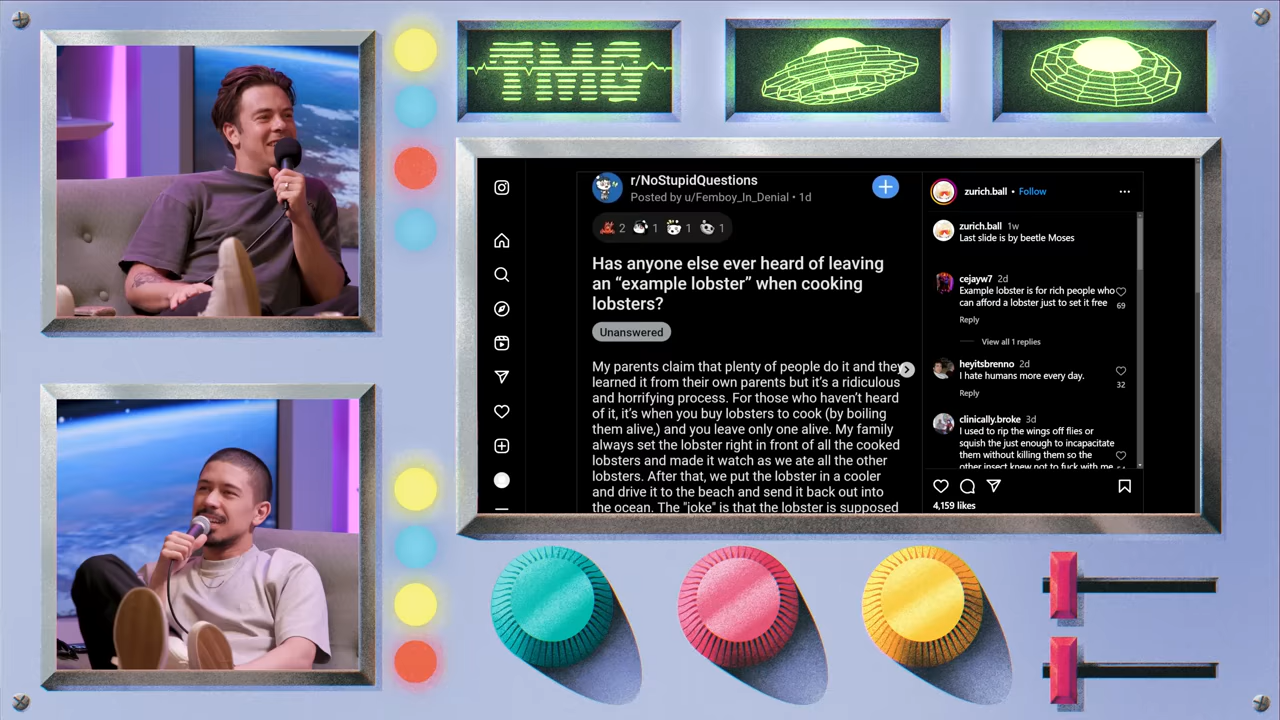 TMG
r/NoStupidQuestions
Posted by u/Femboy_In_Denial • 1d
2 1 1 1
Has anyone else ever heard of leaving
an “example lobster” when cooking
lobsters?
Unanswered
My parents claim that plenty of people do it and they
learned it from their own parents but it’s a ridiculous
and horrifying process. For those who haven’t heard
of it, it’s when you buy lobsters to cook (by boiling
them alive,) and you leave only one alive. My family
always set the lobster right in front of all the cooked
lobsters and made it watch as we ate all the other
lobsters. After that, we put the lobster in a cooler
and drive it to the beach and send it back out into
the ocean. The "joke" is that the lobster is supposed
zurich.ball • Follow
zurich.ball 1w
Last slide is by beetle Moses
cejayw7 2d
Example lobster is for rich people who
can afford a lobster just to set it free
69
Reply
View all 1 replies
heyitsbrenno 2d
I hate humans more every day.
32
Reply
clinically.broke 3d
I used to rip the wings off flies or
squish the just enough to incapacitate
them without killing them so the
other insect knew not to fuck with me
4,159 likes